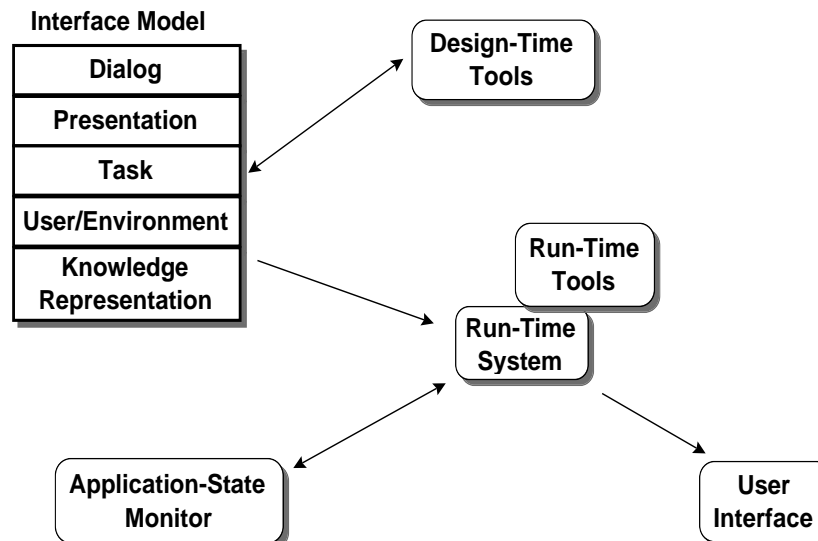 Interface Model
Dialog
Presentation
Task
User/Environment
Knowledge
Representation
Design-Time
Tools
Run-Time
Tools
Run-Time
System
Application-State
Monitor
User
Interface